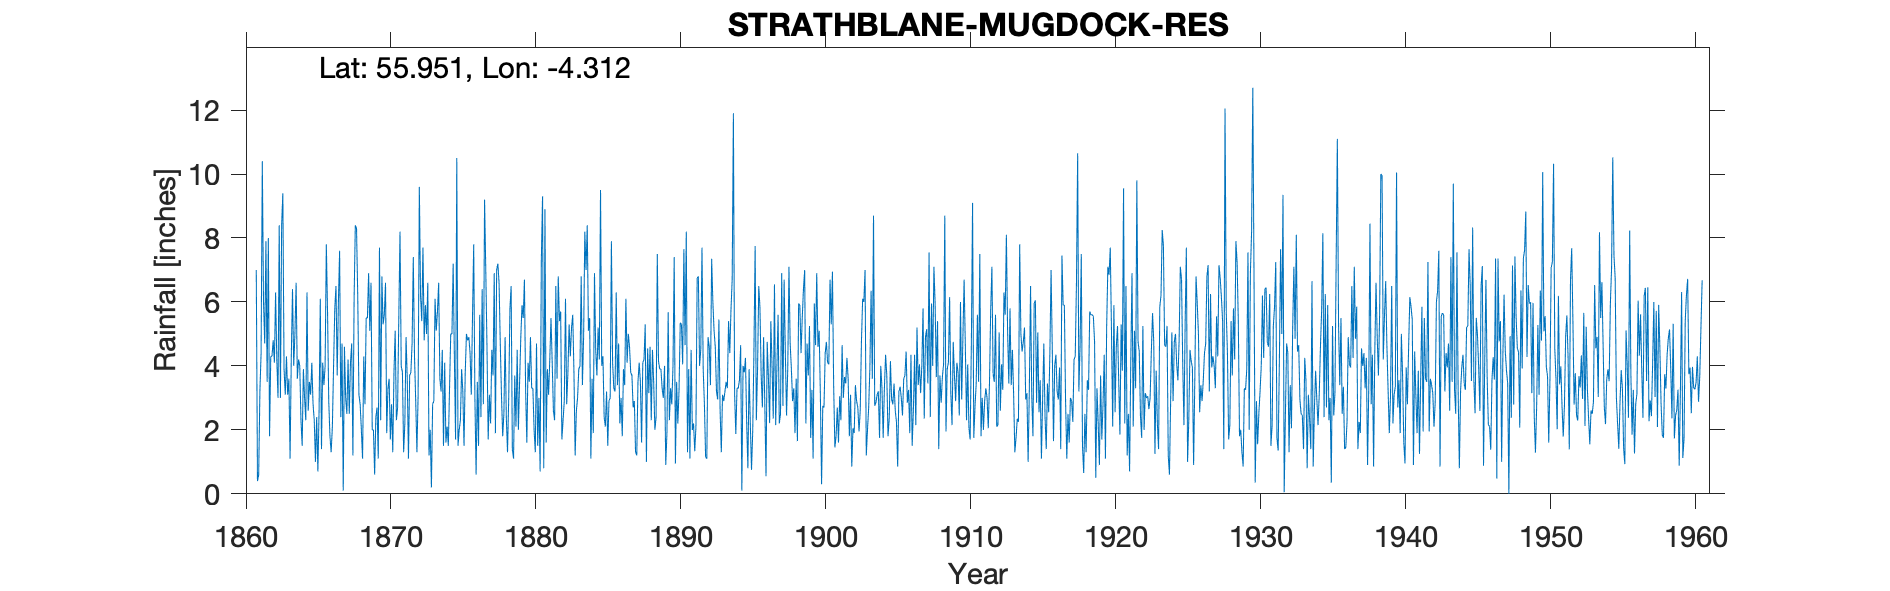 STRATHBLANE-MUGDOCK-RES
Lat: 55.951, Lon: -4.312
Rainfall [inches]
12
10
8
6
4
2
0
1860 1870 1880 1890 1900 1910 1920 1930 1940 1950 1960
Year